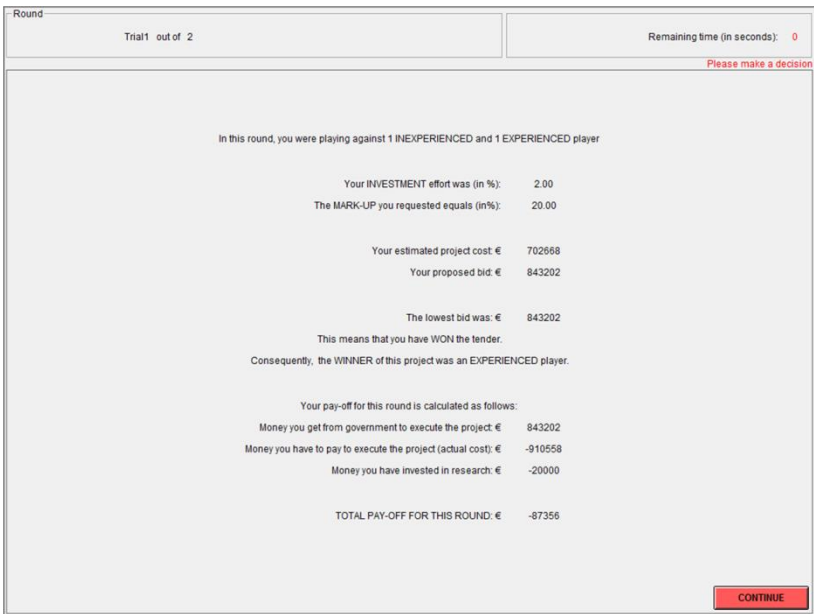 Round
Trial1 out of 2
Remaining time (in seconds): 0
Please make a decision
In this round, you were playing against 1 INEXPERIENCED and 1 EXPERIENCED player
Your INVESTMENT effort was (in %): 2.00
The MARK-UP you requested equals (in%): 20.00
Your estimated project cost: € 702668
Your proposed bid: € 843202
The lowest bid was: € 843202
This means that you have WON the tender.
Consequently, the WINNER of this project was an EXPERIENCED player.
Your pay-off for this round is calculated as follows:
Money you get from government to execute the project: € 843202
Money you have to pay to execute the project (actual cost): € -910558
Money you have invested in research: € -20000
TOTAL PAY-OFF FOR THIS ROUND: € -87356
CONTINUE